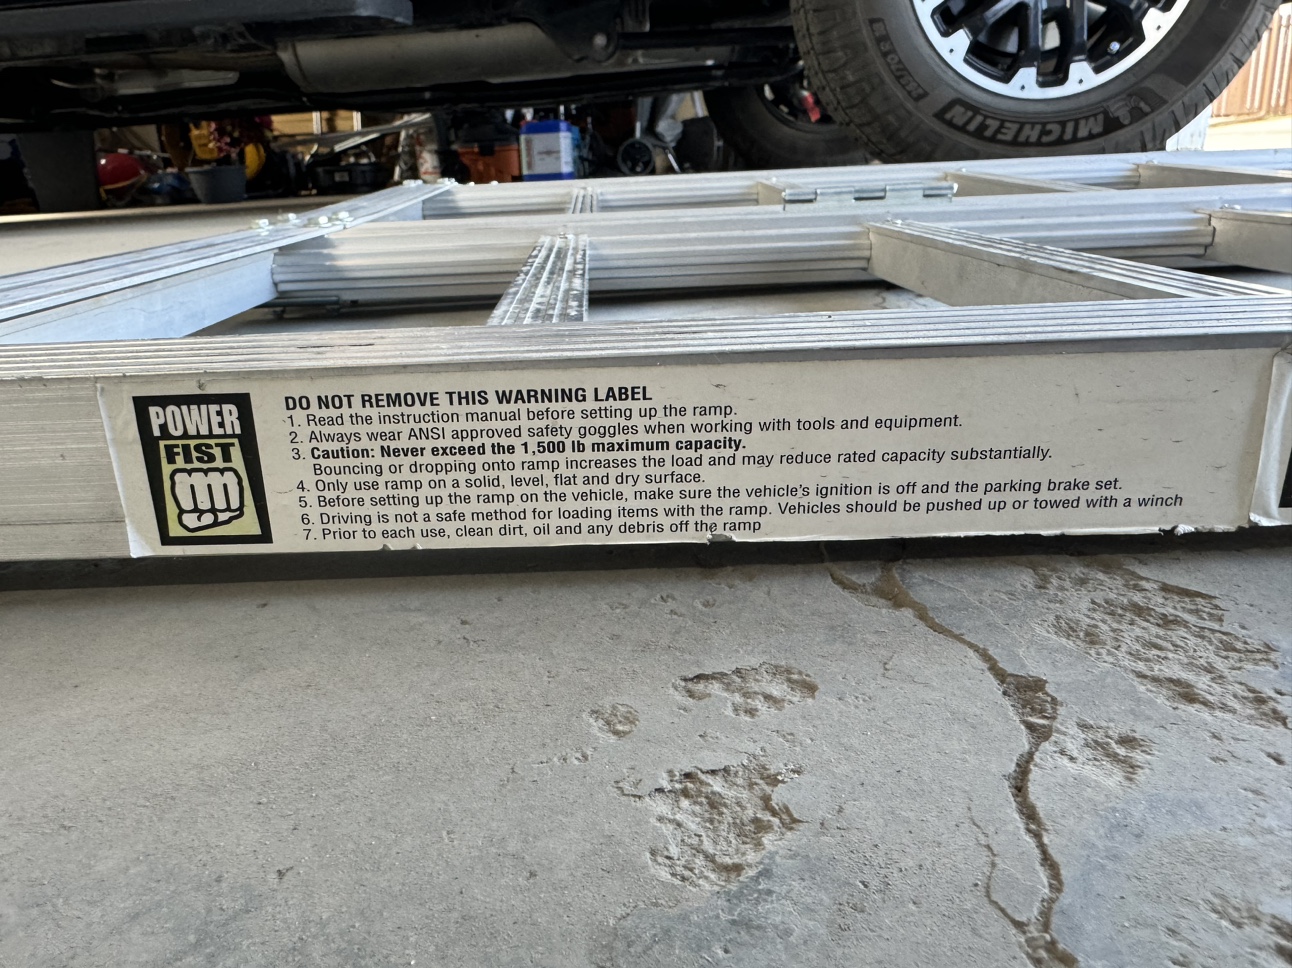 MICHELIN
POWER
FIST
DO NOT REMOVE THIS WARNING LABEL
1. Read the instruction manual before setting up the ramp.
2. Always wear ANSI approved safety goggles when working with tools and equipment.
3. Caution: Never exceed the 1,500 lb maximum capacity.
Bouncing or dropping onto ramp increases the load and may reduce rated capacity substantially.
4. Only use ramp on a solid, level, flat and dry surface.
5. Before setting up the ramp on the vehicle, make sure the vehicle's ignition is off and the parking brake set.
6. Driving is not a safe method for loading items with the ramp. Vehicles should be pushed up or towed with a winch
7. Prior to each use, clean dirt, oil and any debris off the ramp